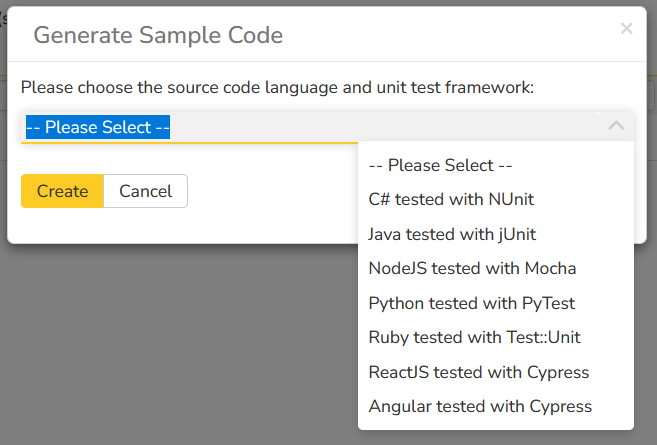 Generate Sample Code
×
Please choose the source code language and unit test framework:
-- Please Select --
-- Please Select --
C# tested with NUnit
Java tested with jUnit
NodeJS tested with Mocha
Python tested with PyTest
Ruby tested with Test::Unit
ReactJS tested with Cypress
Angular tested with Cypress
Create
Cancel